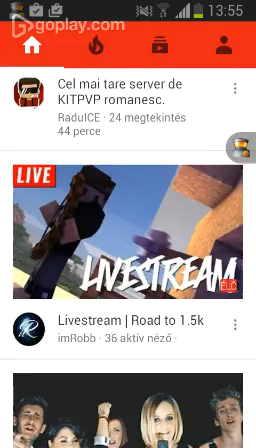 goplay.com
13:55
Cel mai tare server de
KITPVP romanesc.
RadulCE · 24 megtekintés
44 perce
LIVE
LIVESTREAM
Livestream | Road to 1.5k
imRobb · 36 aktív néző ·